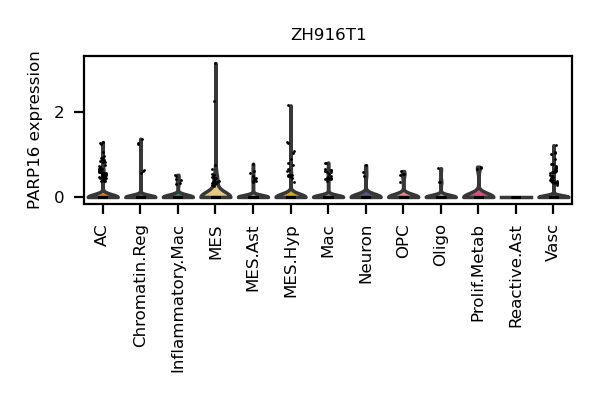 ZH916T1
PARP16 expression
2
0
AC
Chromatin.Reg
Inflammatory.Mac
MES
MES.Ast
MES.Hyp
Mac
Neuron
OPC
Oligo
Prolif.Metab
Reactive.Ast
Vasc